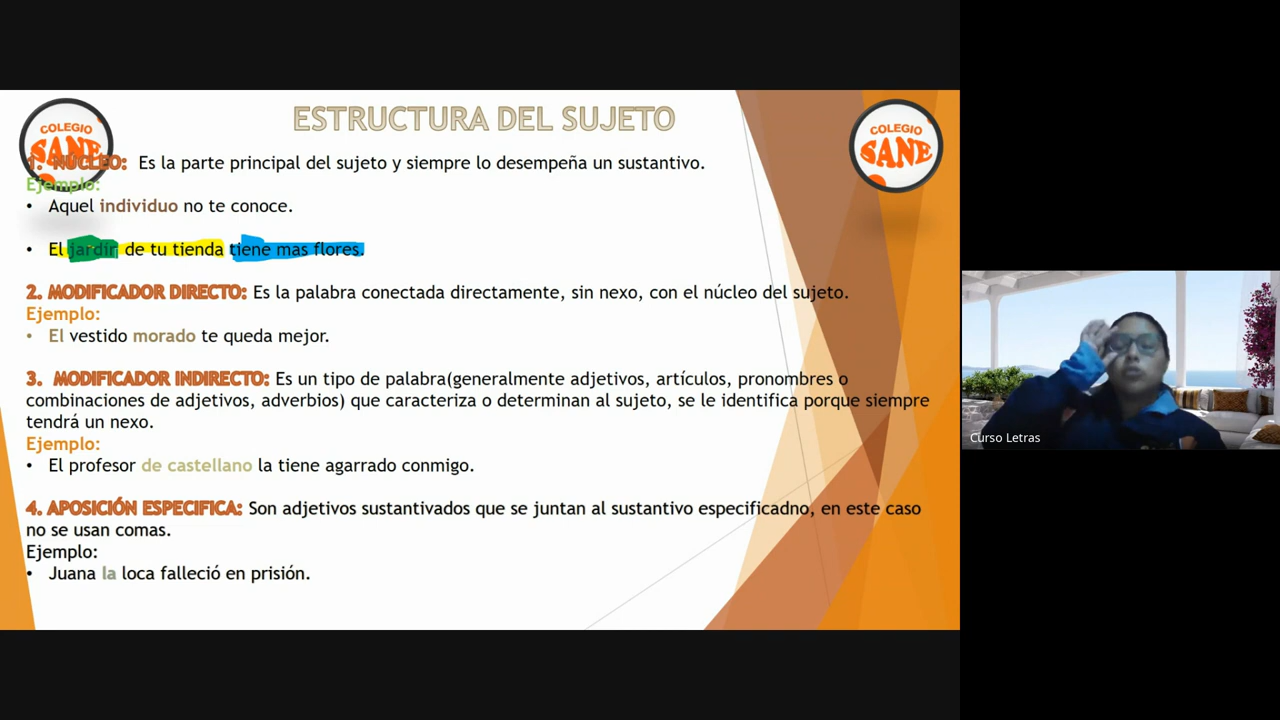 ESTRUCTURA DEL SUJETO
COLEGIO
SANE
COLEGIO
SANE
1. NÚCLEO: Es la parte principal del sujeto y siempre lo desempeña un sustantivo.
Ejemplo:
• Aquel individuo no te conoce.
• El jardín de tu tienda tiene mas flores.
2. MODIFICADOR DIRECTO: Es la palabra conectada directamente, sin nexo, con el núcleo del sujeto.
Ejemplo:
• El vestido morado te queda mejor.
3. MODIFICADOR INDIRECTO: Es un tipo de palabra(generalmente adjetivos, artículos, pronombres o
combinaciones de adjetivos, adverbios) que caracteriza o determinan al sujeto, se le identifica porque siempre
tendrá un nexo.
Ejemplo:
• El profesor de castellano la tiene agarrado conmigo.
4. APOSICIÓN ESPECIFICA: Son adjetivos sustantivados que se juntan al sustantivo especificadno, en este caso
no se usan comas.
Ejemplo:
• Juana la loca falleció en prisión.
Curso Letras